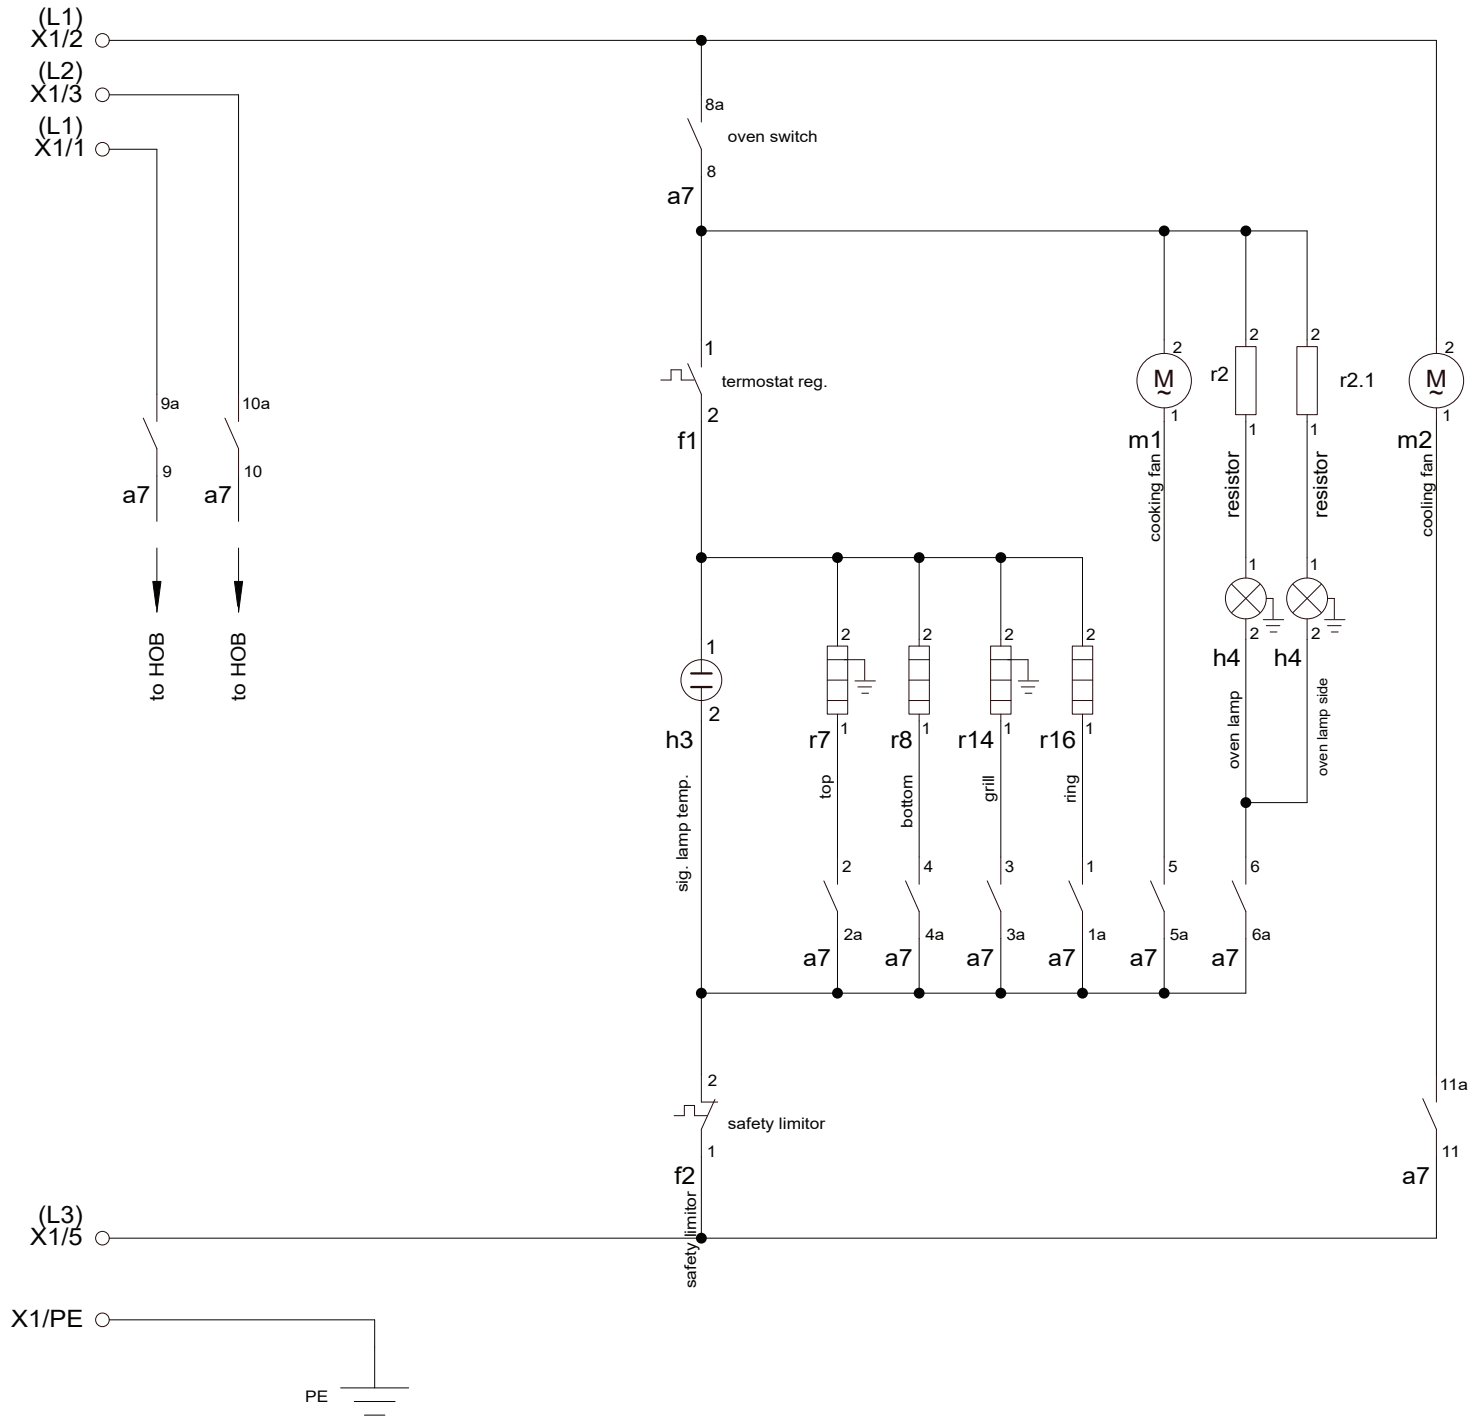 (L1)
X1/2
(L2)
X1/3
(L1)
X1/1
8a
oven switch
8
a7
1
termostat reg.
2
f1
9a
10a
9
10
a7
a7
to HOB
to HOB
2
M
~
1
m1
cooking fan
2
r2
1
resistor
2
r2.1
1
resistor
2
M
~
1
m2
cooling fan
1
2
h4
oven lamp
1
2
h4
oven lamp side
1
2
h3
sig. lamp temp.
2
1
r7
top
2
1
r8
bottom
2
1
r14
grill
2
1
r16
ring
2
4
3
1
5
6
2a
4a
3a
1a
5a
6a
a7
a7
a7
a7
a7
a7
2
safety limitor
1
f2
safety limitor
11a
11
a7
(L3)
X1/5
X1/PE
PE